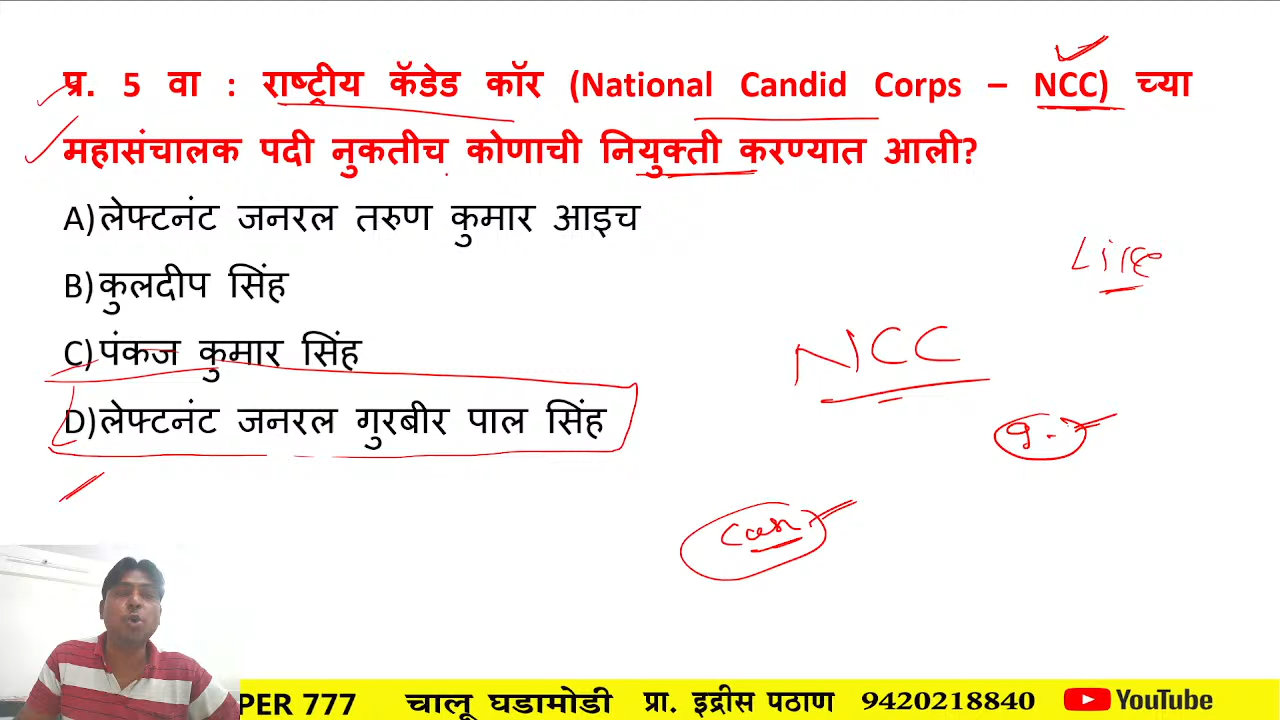 प्र. 5 वा : राष्ट्रीय कॅडेड कॉर (National Candid Corps – NCC) च्या
महासंचालक पदी नुकतीच कोणाची नियुक्ती करण्यात आली?
A) लेफ्टनंट जनरल तरुण कुमार आइच
B) कुलदीप सिंह
C) पंकज कुमार सिंह
D) लेफ्टनंट जनरल गुरबीर पाल सिंह
NCC
PER 777 चालू घडामोडी प्रा. इद्रीस पठाण 9420218840 YouTube